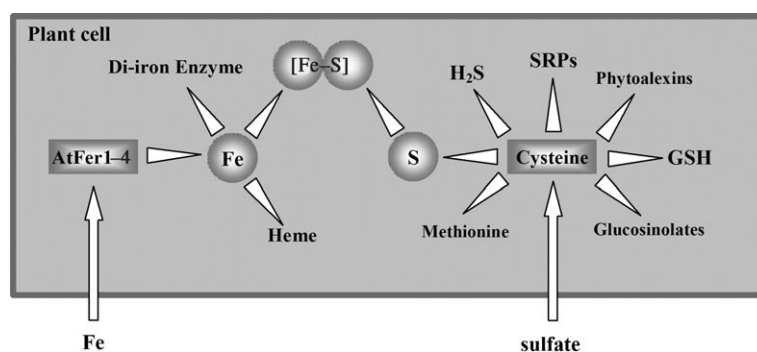 Plant cell
Di-iron Enzyme
[Fe–S]
H₂S
SRPs
Phytoalexins
AtFer1–4
Fe
S
Cysteine
GSH
Heme
Methionine
Glucosinolates
Fe
sulfate